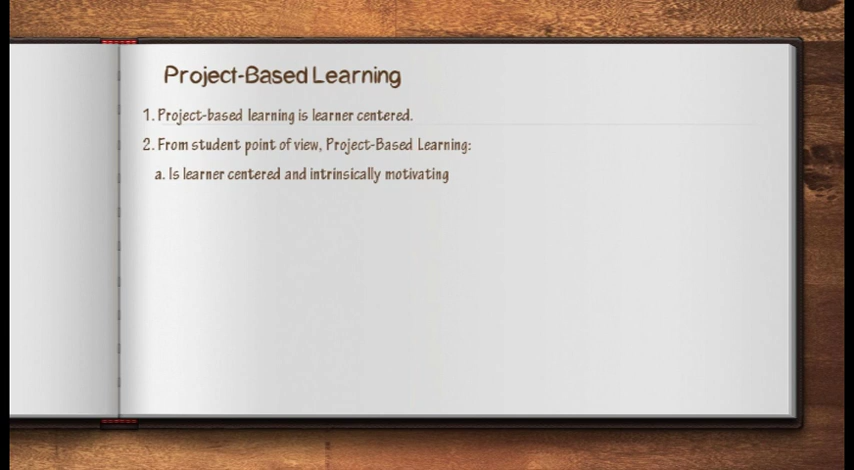 Project-Based Learning
1. Project-based learning is learner centered.
2. From student point of view, Project-Based Learning:
a. Is learner centered and intrinsically motivating